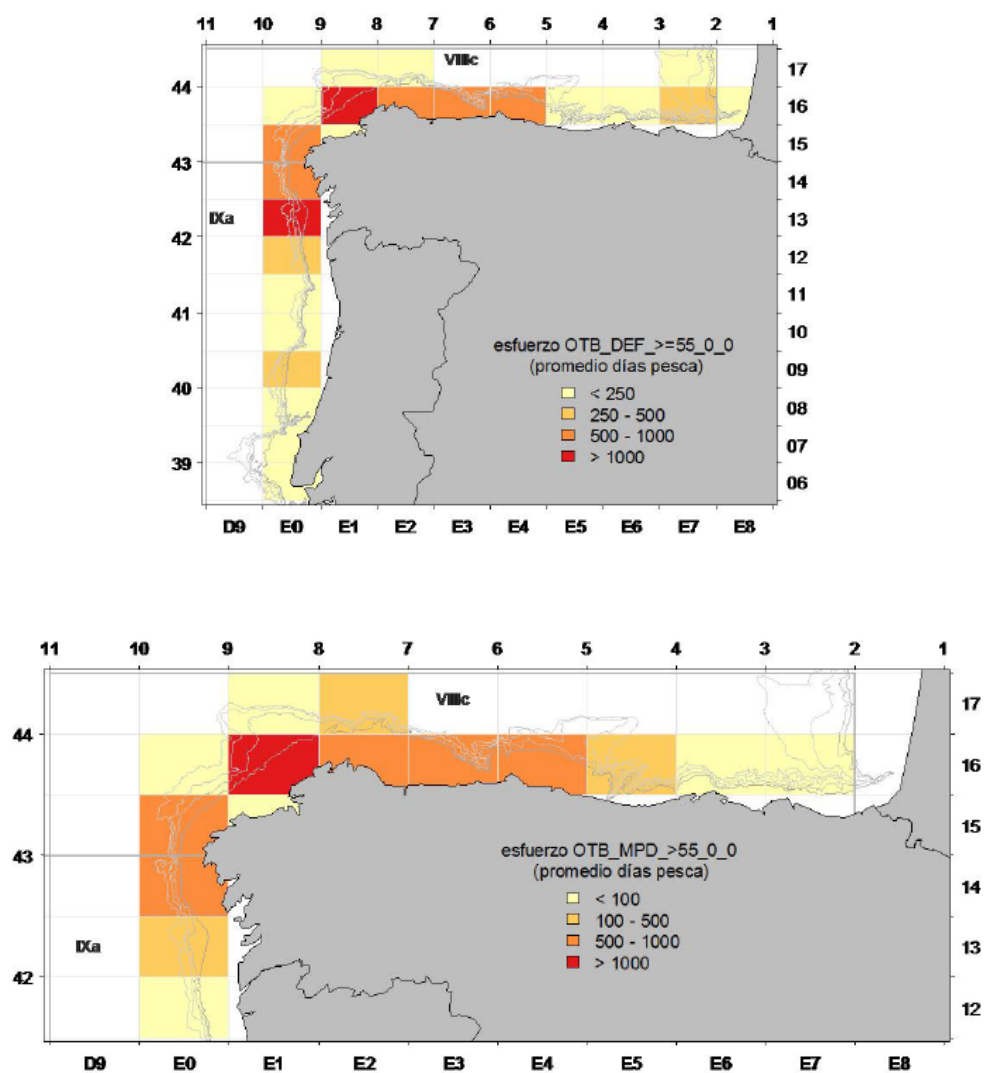 11 10 9 8 7 6 5 4 3 2 1
VIIIc
17
44
16
15
43
14
IXa
13
42
12
41
11
10
esfuerzo OTB_DEF_>=55_0_0
(promedio días pesca)
09
< 250
40
250 - 500
08
500 - 1000
07
> 1000
39
06
D9 E0 E1 E2 E3 E4 E5 E6 E7 E8
11 10 9 8 7 6 5 4 3 2 1
VIIIc
17
44
16
15
esfuerzo OTB_MPD_>55_0_0
43
(promedio días pesca)
14
< 100
100 - 500
500 - 1000
IXa
13
> 1000
42
12
D9 E0 E1 E2 E3 E4 E5 E6 E7 E8